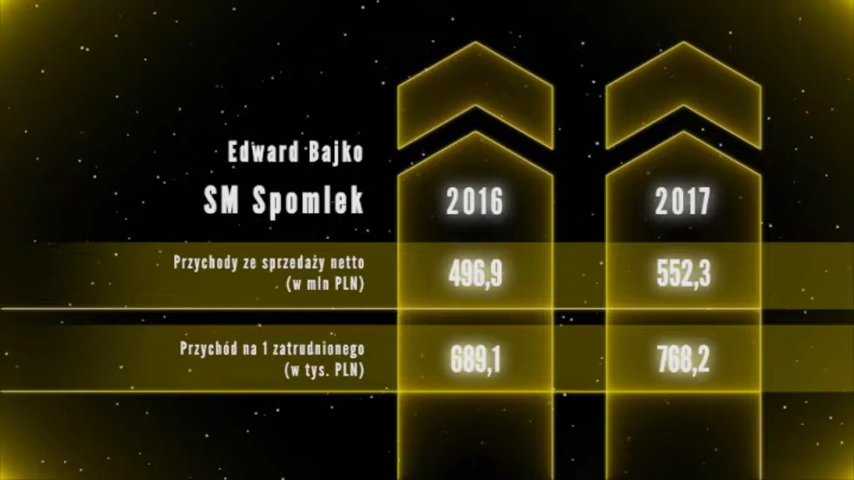 Edward Bajko
SM Spomlek 2016 2017
Przychody ze sprzedaży netto
(w mln PLN) 496,9 552,3
Przychód na 1 zatrudnionego
(w tys. PLN) 689,1 768,2